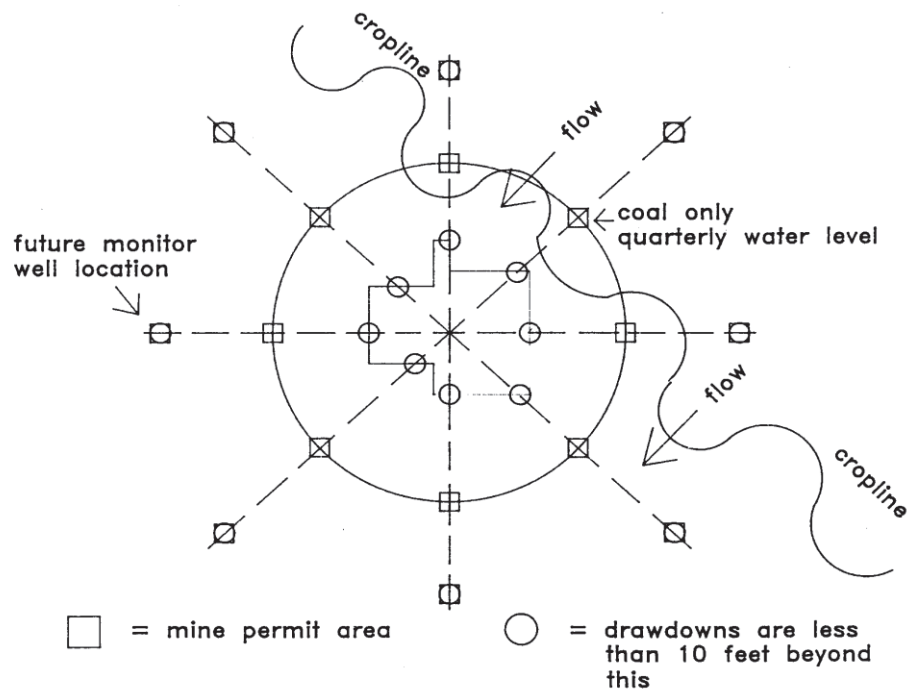 cropline
flow
coal only
quarterly water level
future monitor
well location
flow
cropline
= mine permit area
= drawdowns are less
than 10 feet beyond
this